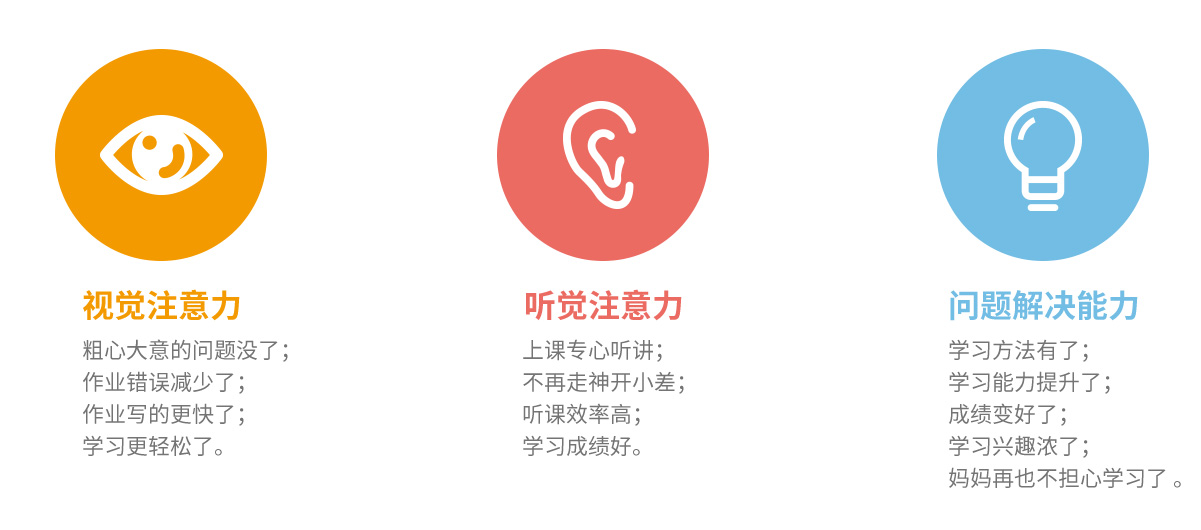 视觉注意力
粗心大意的问题没了；
作业错误减少了；
作业写的更快了；
学习更轻松了。
听觉注意力
上课专心听讲；
不再走神开小差；
听课效率高；
学习成绩好。
问题解决能力
学习方法有了；
学习能力提升了；
成绩变好了；
学习兴趣浓了；
妈妈再也不担心学习了 。